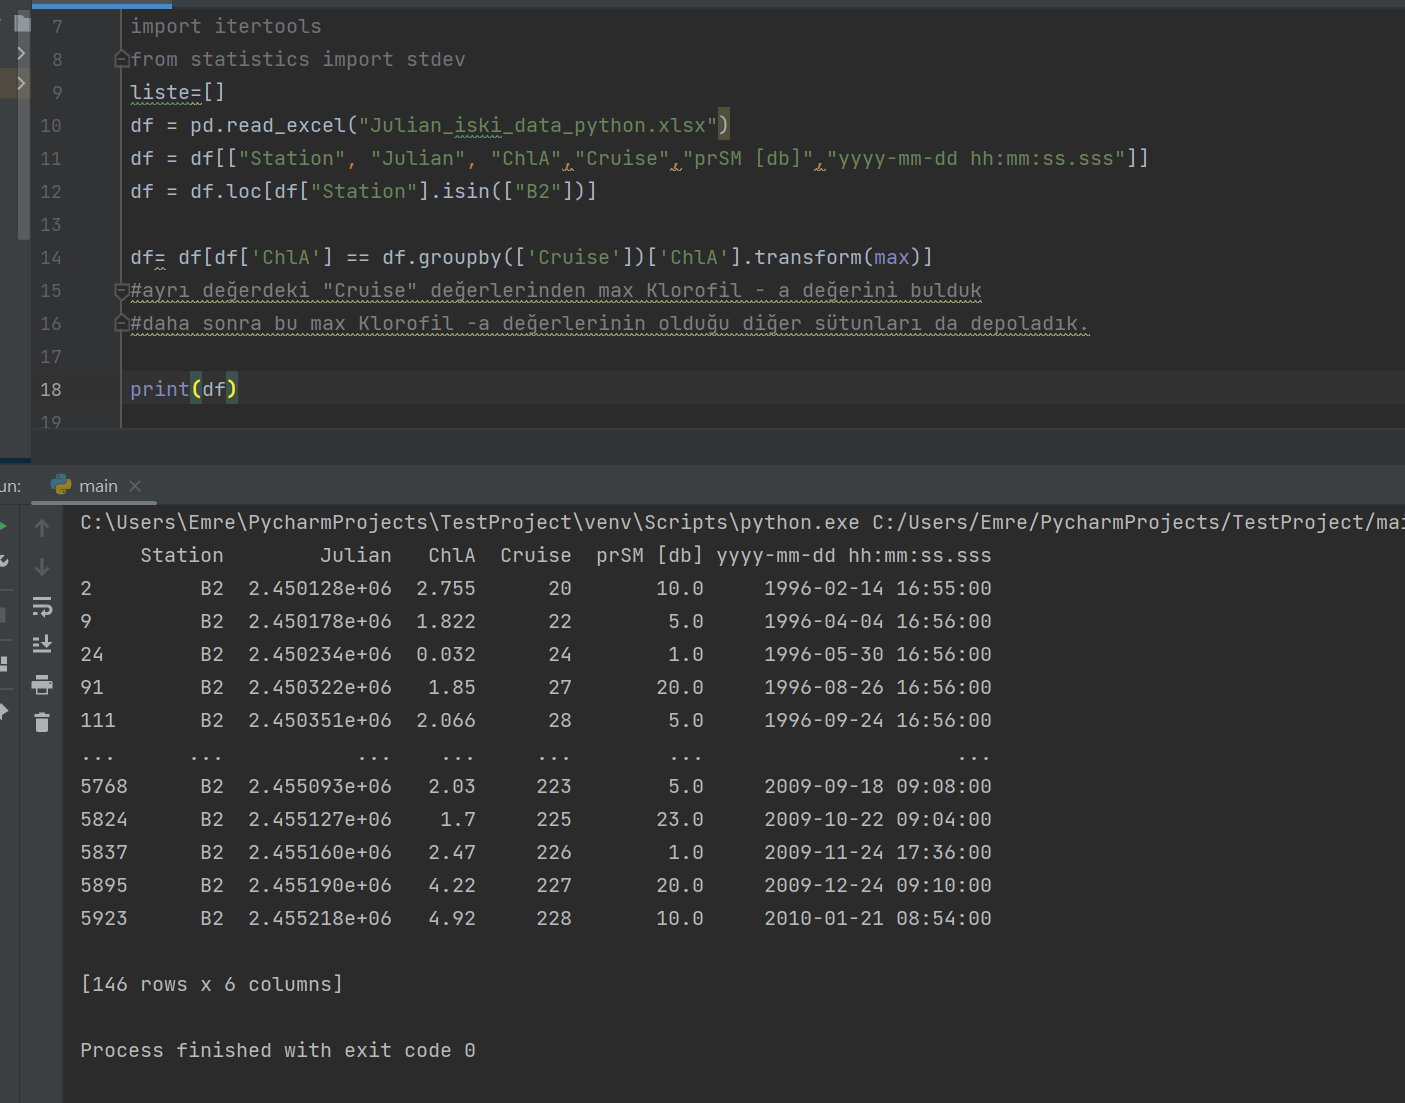 7 import itertools
8 from statistics import stdev
9 liste=[]
10 df = pd.read_excel("Julian_iski_data_python.xlsx")
11 df = df[["Station", "Julian", "ChlA","Cruise","prSM [db]","yyyy-mm-dd hh:mm:ss.sss"]]
12 df = df.loc[df["Station"].isin(["B2"])]
13
14 df= df[df['ChlA'] == df.groupby(['Cruise'])['ChlA'].transform(max)]
15 #ayrı değerdeki "Cruise" değerlerinden max Klorofil - a değerini bulduk
16 #daha sonra bu max Klorofil -a değerlerinin olduğu diğer sütunları da depoladık.
17
18 print(df)
19
un: main
C:\Users\Emre\PycharmProjects\TestProject\venv\Scripts\python.exe C:/Users/Emre/PycharmProjects/TestProject/mai
Station Julian ChlA Cruise prSM [db] yyyy-mm-dd hh:mm:ss.sss
2 B2 2.450128e+06 2.755 20 10.0 1996-02-14 16:55:00
9 B2 2.450178e+06 1.822 22 5.0 1996-04-04 16:56:00
24 B2 2.450234e+06 0.032 24 1.0 1996-05-30 16:56:00
91 B2 2.450322e+06 1.85 27 20.0 1996-08-26 16:56:00
111 B2 2.450351e+06 2.066 28 5.0 1996-09-24 16:56:00
... ... ... ... ... ... ...
5768 B2 2.455093e+06 2.03 223 5.0 2009-09-18 09:08:00
5824 B2 2.455127e+06 1.7 225 23.0 2009-10-22 09:04:00
5837 B2 2.455160e+06 2.47 226 1.0 2009-11-24 17:36:00
5895 B2 2.455190e+06 4.22 227 20.0 2009-12-24 09:10:00
5923 B2 2.455218e+06 4.92 228 10.0 2010-01-21 08:54:00
[146 rows x 6 columns]
Process finished with exit code 0